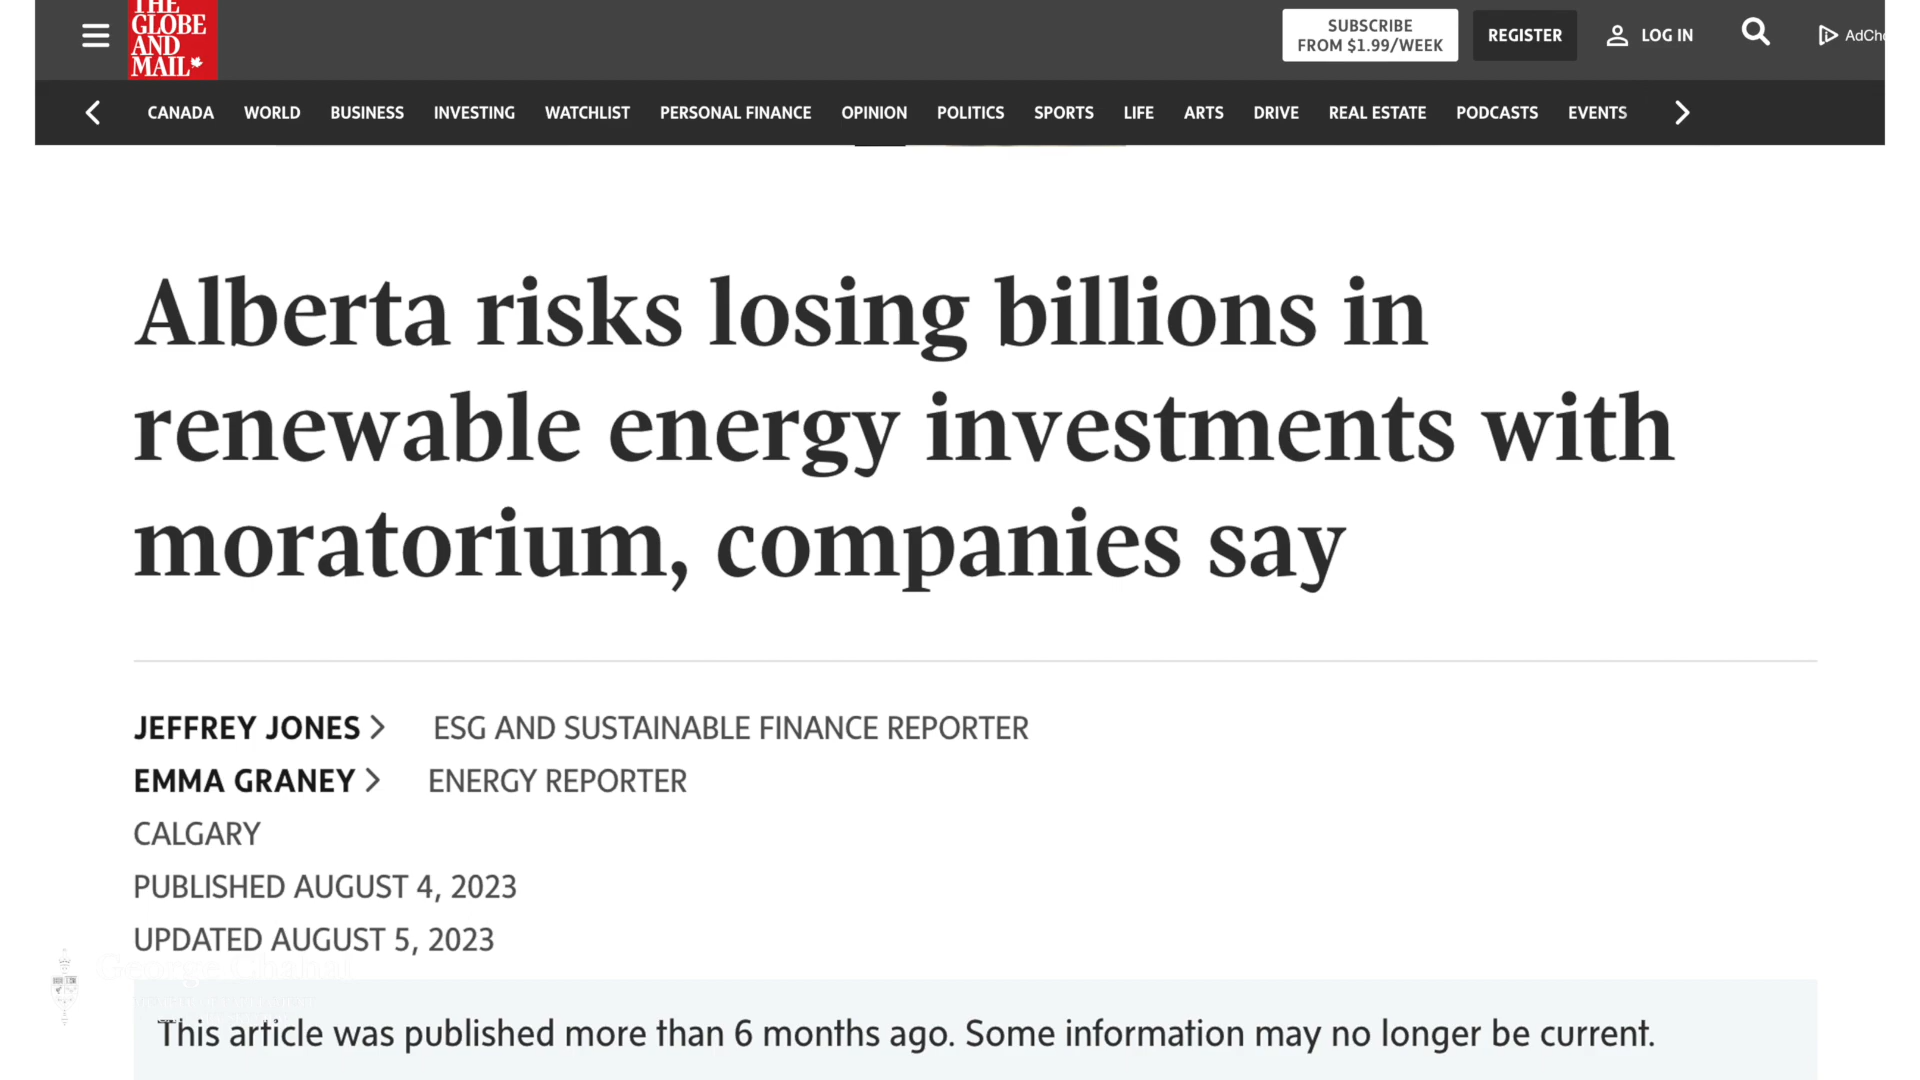 THE
GLOBE
AND
MAIL
SUBSCRIBE
FROM $1.99/WEEK
REGISTER
LOG IN
CANADA WORLD BUSINESS INVESTING WATCHLIST PERSONAL FINANCE OPINION POLITICS SPORTS LIFE ARTS DRIVE REAL ESTATE PODCASTS EVENTS
Alberta risks losing billions in
renewable energy investments with
moratorium, companies say
JEFFREY JONES > ESG AND SUSTAINABLE FINANCE REPORTER
EMMA GRANEY > ENERGY REPORTER
CALGARY
PUBLISHED AUGUST 4, 2023
UPDATED AUGUST 5, 2023
George Chahal
This article was published more than 6 months ago. Some information may no longer be current.